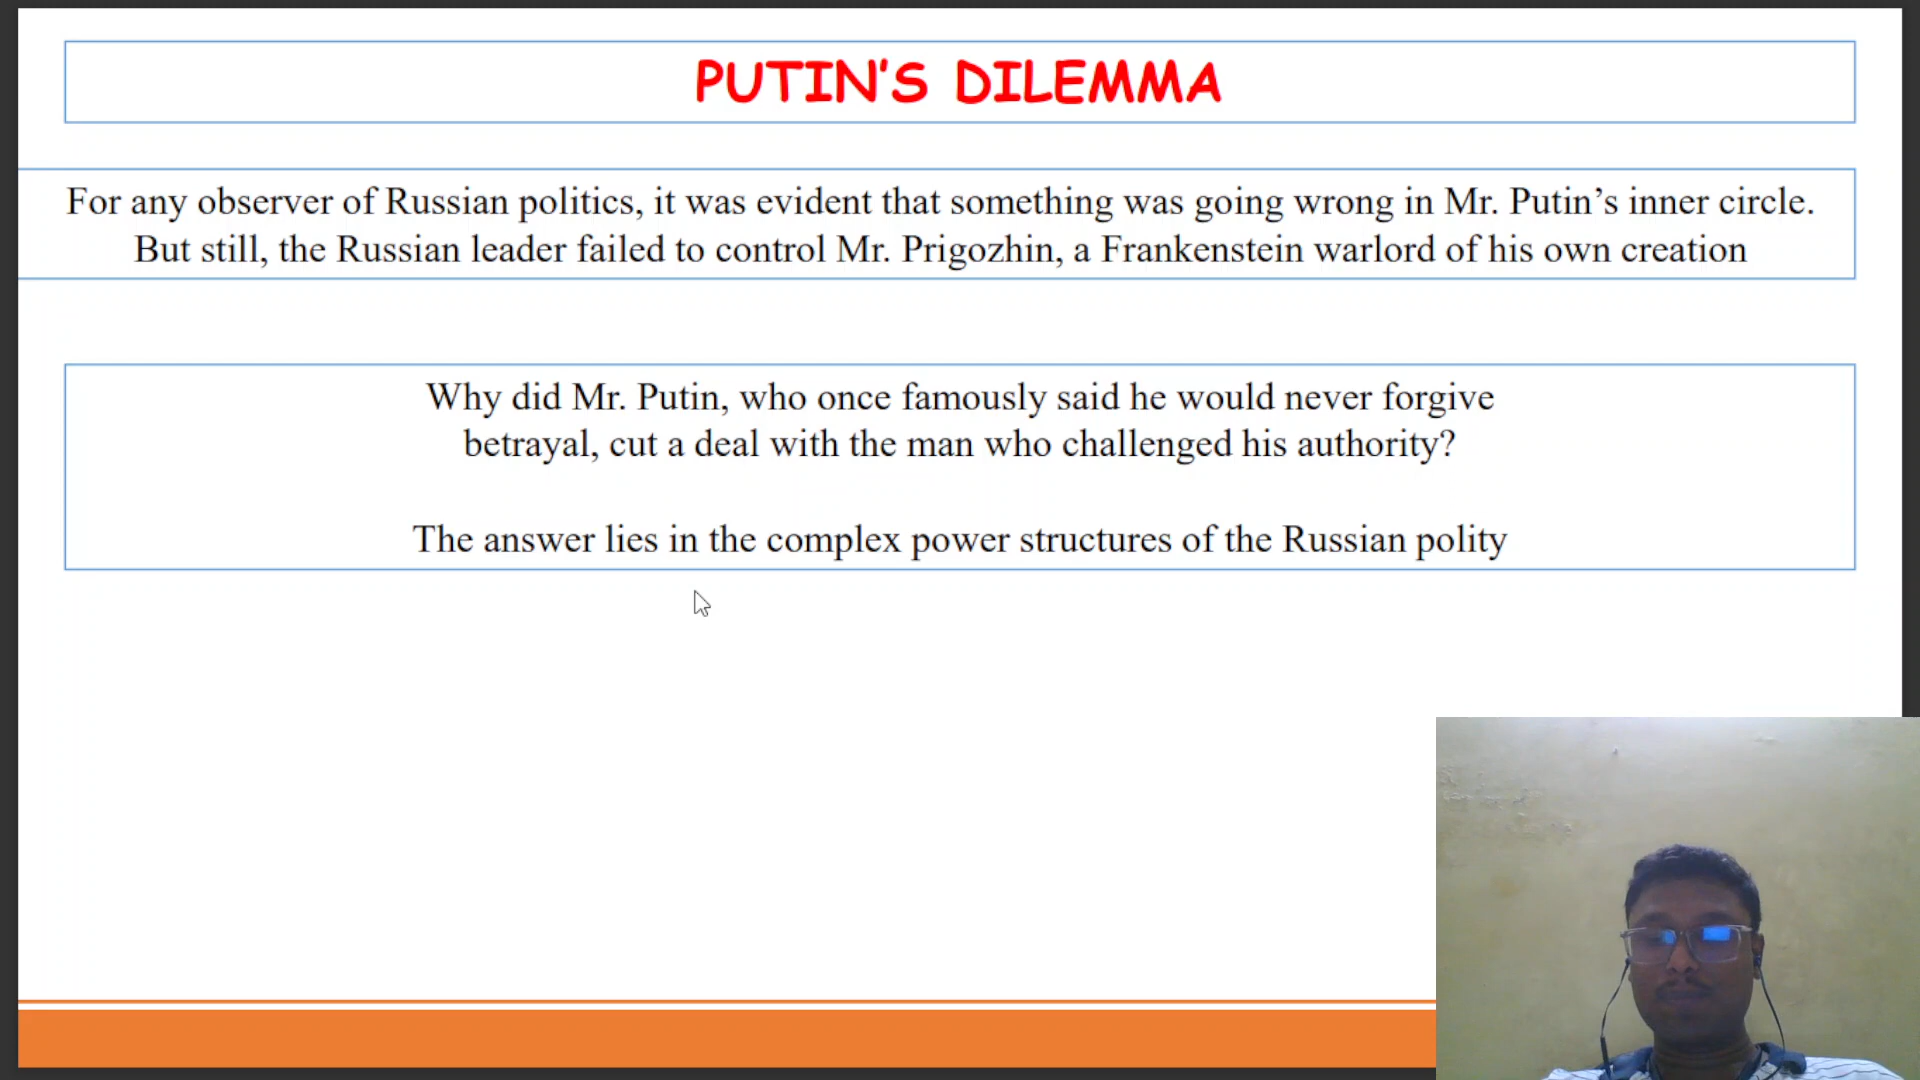 PUTIN'S DILEMMA
For any observer of Russian politics, it was evident that something was going wrong in Mr. Putin’s inner circle.
But still, the Russian leader failed to control Mr. Prigozhin, a Frankenstein warlord of his own creation
Why did Mr. Putin, who once famously said he would never forgive
betrayal, cut a deal with the man who challenged his authority?
The answer lies in the complex power structures of the Russian polity